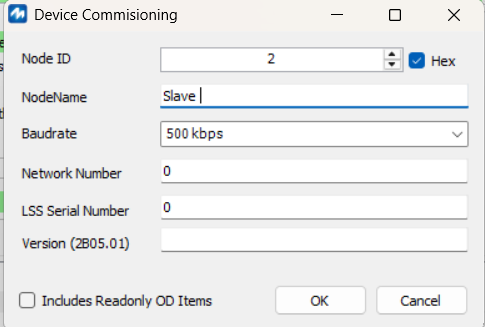 Device Commisioning
Node ID 2 Hex
NodeName Slave
Baudrate 500 kbps
Network Number 0
LSS Serial Number 0
Version (2B05.01)
Includes Readonly OD Items OK Cancel